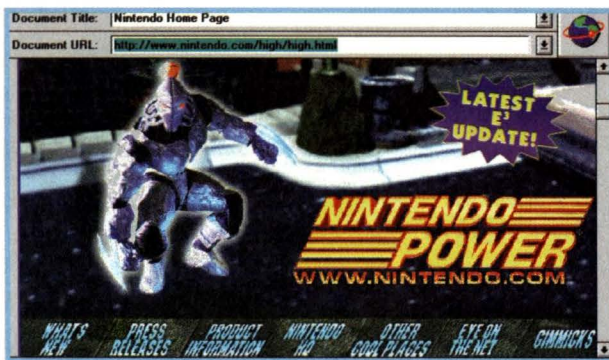 Document Title: Nintendo Home Page
Document URL: http://www.nintendo.com/high/high.html
LATEST
E³
UPDATE!
NINTENDO
POWER
WWW.NINTENDO.COM
WHAT'S NEW
PRESS RELEASES
PRODUCT INFORMATION
NINTENDO HQ
OTHER COOL PLACES
EYE ON THE NET
GIMMICKS